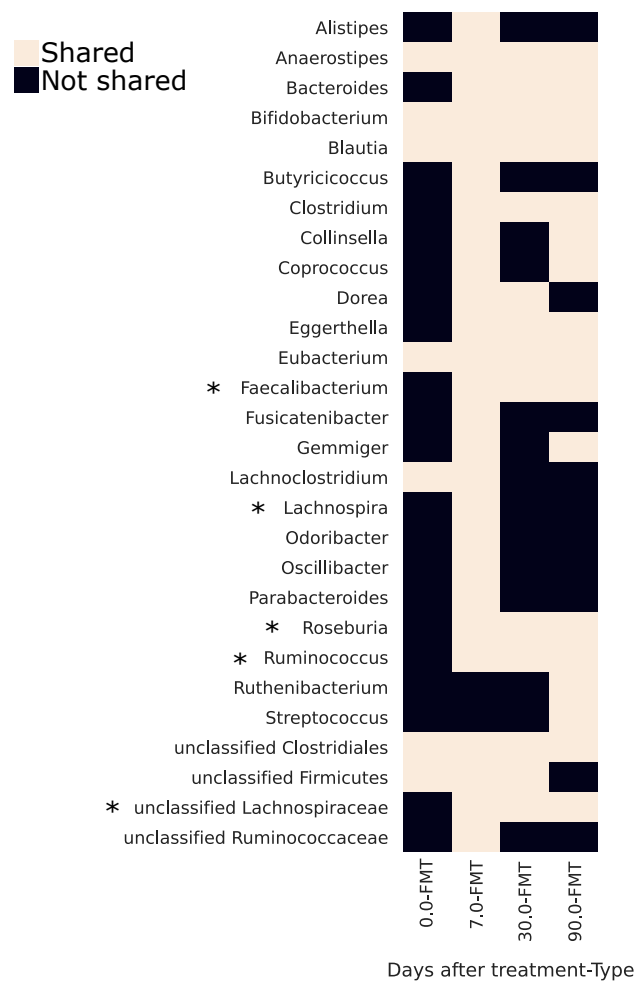 Shared
Not shared
Alistipes
Anaerostipes
Bacteroides
Bifidobacterium
Blautia
Butyricicoccus
Clostridium
Collinsella
Coprococcus
Dorea
Eggerthella
Eubacterium
* Faecalibacterium
Fusicatenibacter
Gemmiger
Lachnoclostridium
* Lachnospira
Odoribacter
Oscillibacter
Parabacteroides
* Roseburia
* Ruminococcus
Ruthenibacterium
Streptococcus
unclassified Clostridiales
unclassified Firmicutes
* unclassified Lachnospiraceae
unclassified Ruminococcaceae
0.0-FMT
7.0-FMT
30.0-FMT
90.0-FMT
Days after treatment-Type